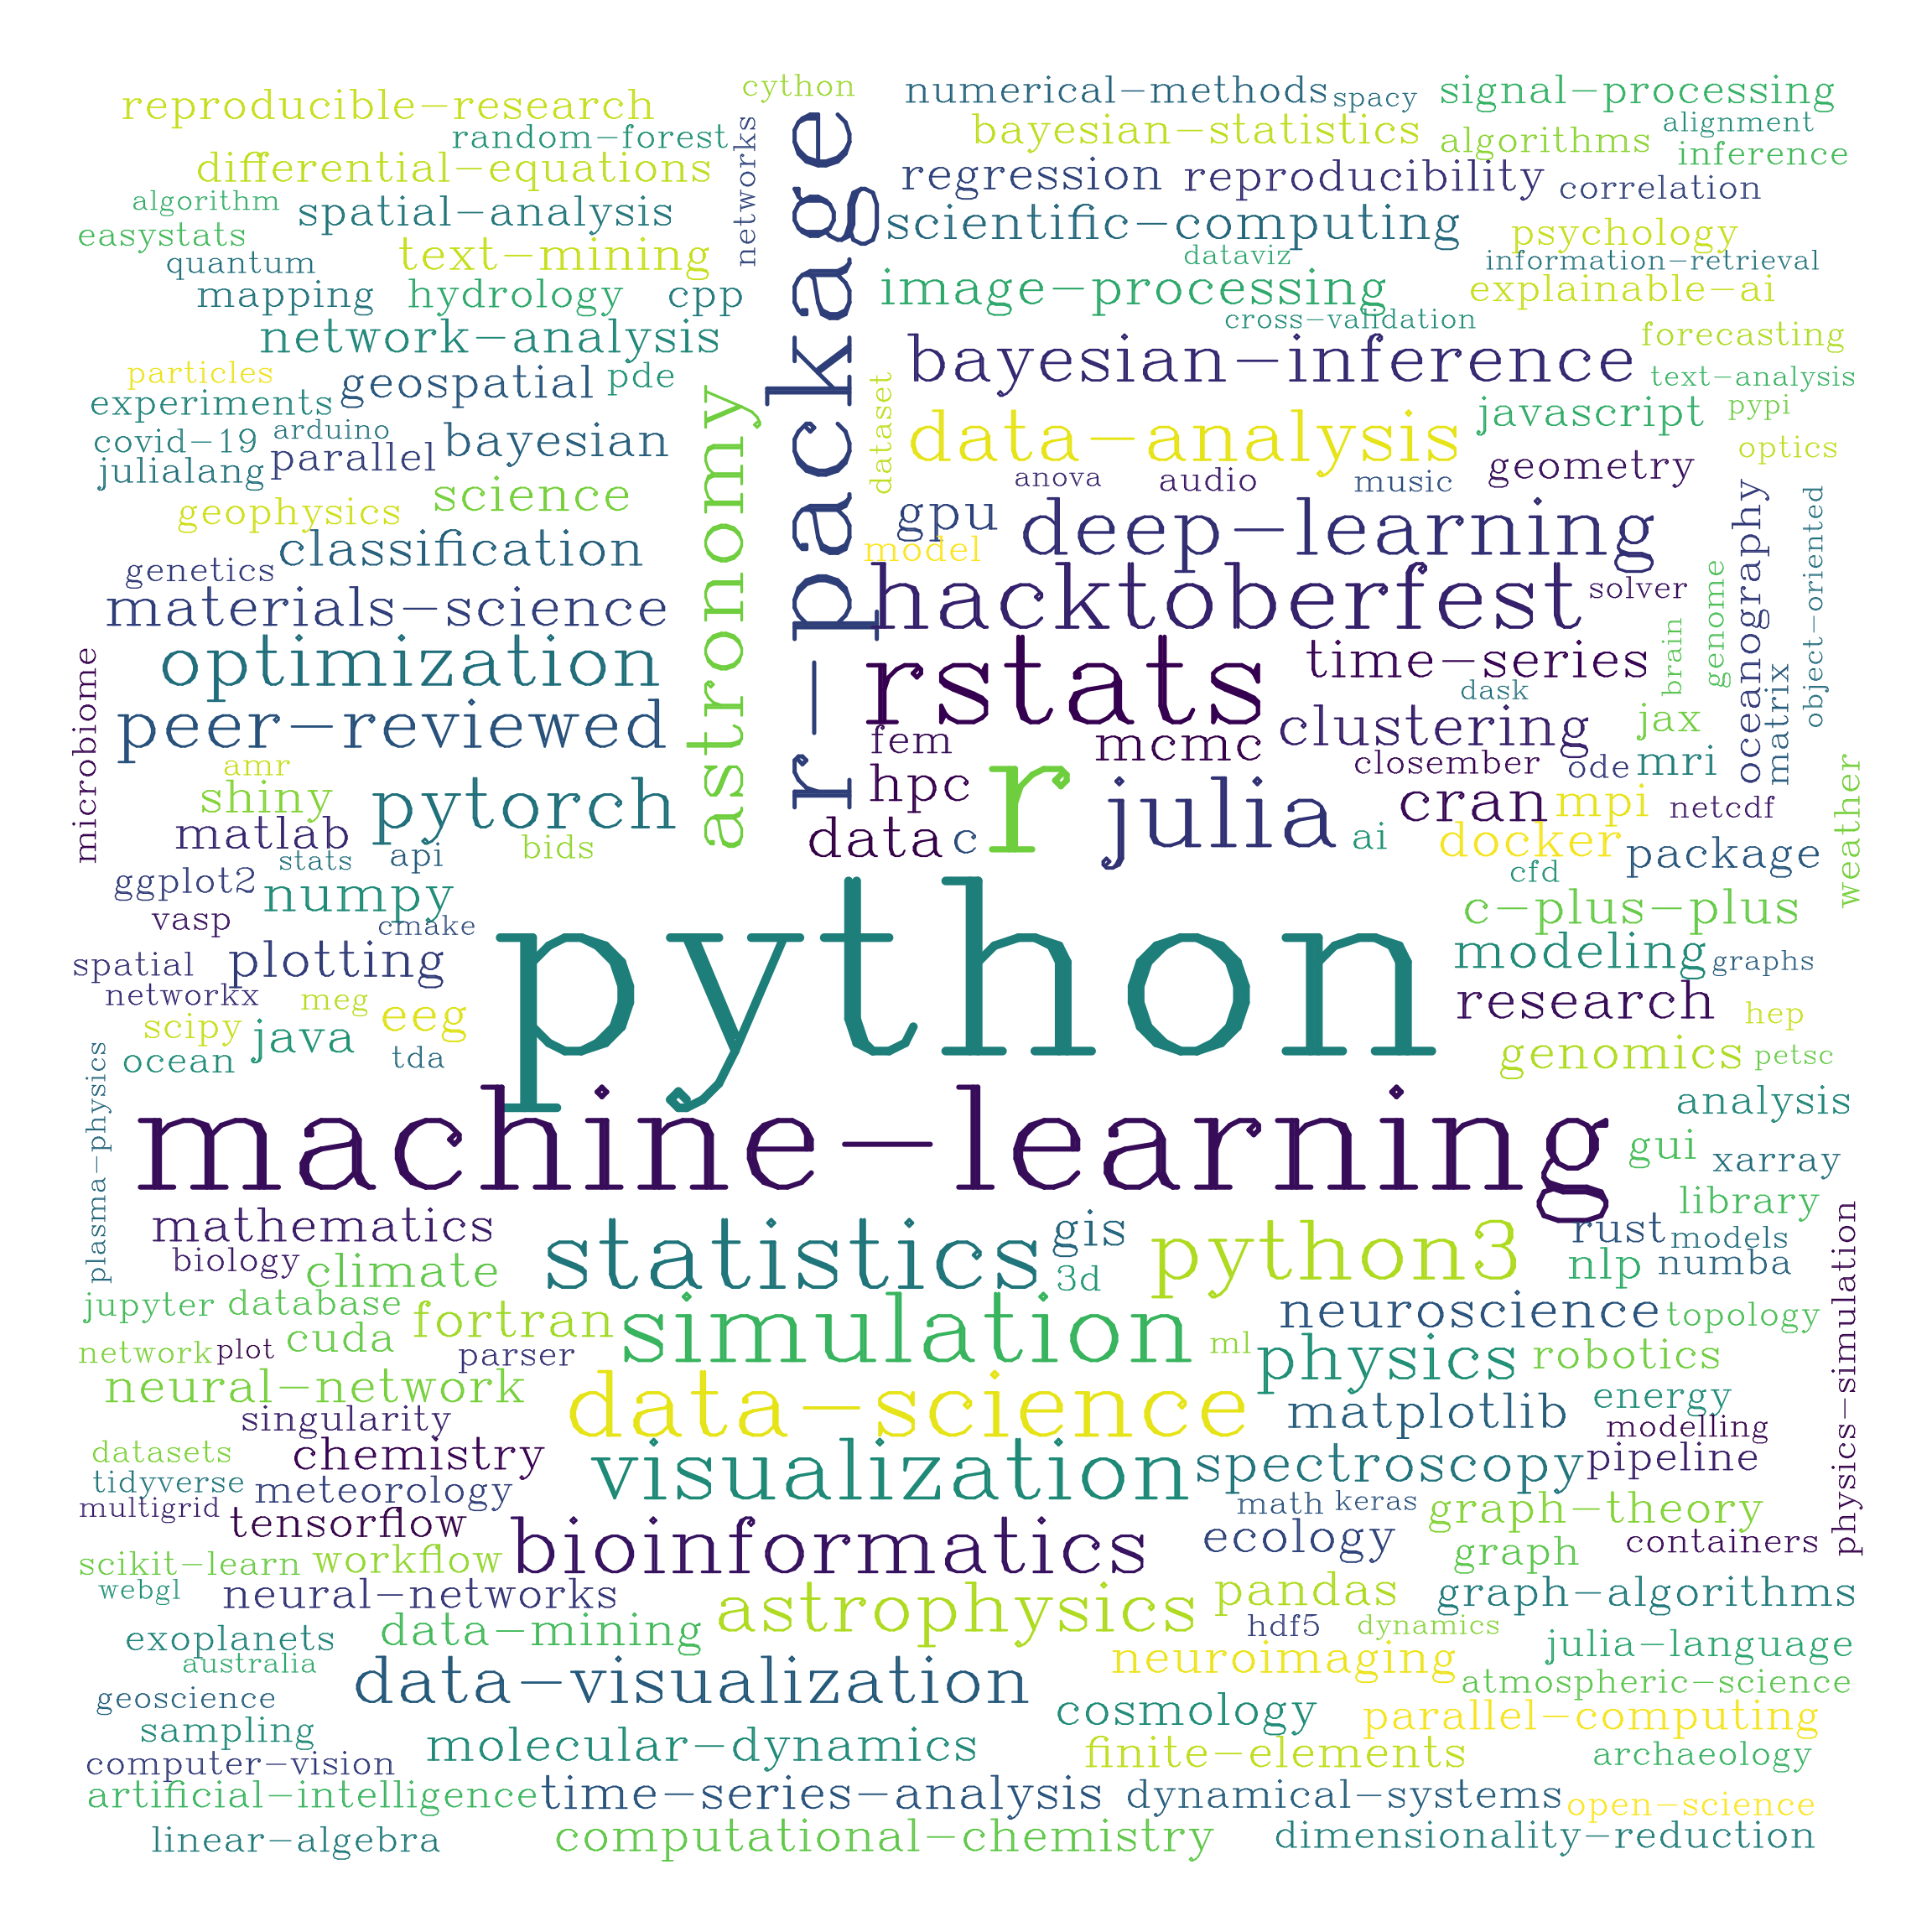 cython
numerical-methods
spacy
signal-processing
reproducible-research
random-forest
networks
bayesian-statistics
algorithms
alignment
inference
differential-equations
regression
reproducibility
correlation
algorithm
spatial-analysis
r-package
scientific-computing
psychology
easystats
text-mining
dataviz
information-retrieval
quantum
mapping
hydrology
cpp
image-processing
explainable-ai
network-analysis
cross-validation
forecasting
particles
geospatial
pde
bayesian-inference
text-analysis
experiments
astronomy
dataset
data-analysis
javascript
pypi
covid-19
arduino
bayesian
optics
julialang
parallel
anova
audio
music
geometry
science
geophysics
gpu
deep-learning
oceanography
object-oriented
classification
model
genetics
hacktoberfest
solver
genome
materials-science
brain
optimization
rstats
time-series
dask
matrix
microbiome
peer-reviewed
fem
mcmc
clustering
jax
amr
closember
ode
mri
shiny
pytorch
hpc
r
julia
cran
mpi
netcdf
weather
matlab
bids
data
c
ai
docker
package
stats
api
cfd
ggplot2
numpy
c-plus-plus
vasp
cmake
python
spatial
plotting
modeling
graphs
networkx
meg
research
scipy
java
eeg
hep
ocean
tda
genomics
petsc
plasma-physics
machine-learning
analysis
gui
xarray
library
mathematics
statistics
gis
python3
rust
models
physics-simulation
biology
climate
3d
nlp
numba
jupyter
database
fortran
simulation
neuroscience
topology
network
plot
cuda
parser
ml
physics
robotics
neural-network
data-science
energy
singularity
matplotlib
modelling
datasets
chemistry
visualization
spectroscopy
pipeline
tidyverse
meteorology
math
keras
graph-theory
multigrid
tensorflow
bioinformatics
ecology
containers
scikit-learn
workflow
graph
webgl
neural-networks
astrophysics
pandas
graph-algorithms
exoplanets
data-mining
hdf5
dynamics
australia
neuroimaging
julia-language
geoscience
data-visualization
atmospheric-science
sampling
cosmology
parallel-computing
computer-vision
molecular-dynamics
finite-elements
archaeology
artificial-intelligence
time-series-analysis
dynamical-systems
open-science
linear-algebra
computational-chemistry
dimensionality-reduction